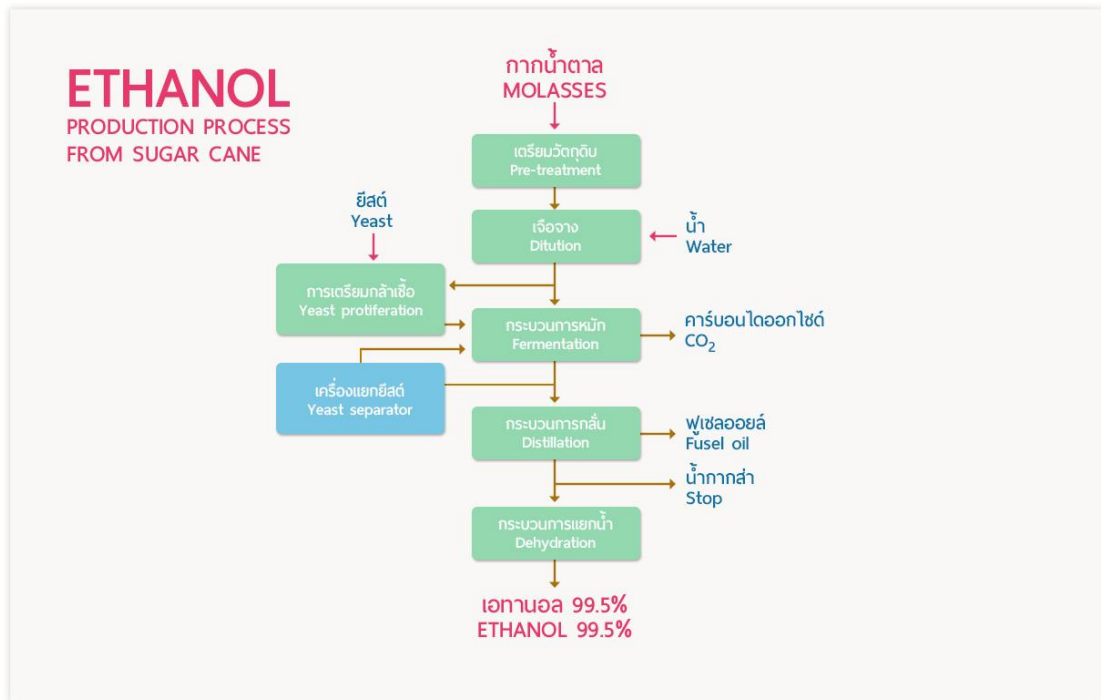 ETHANOL
PRODUCTION PROCESS
FROM SUGAR CANE
กากน้ำตาล
MOLASSES
เตรียมวัตถุดิบ
Pre-treatment
เจือจาง
Ditution
น้ำ
Water
ยีสต์
Yeast
การเตรียมกล้าเชื้อ
Yeast protiferation
กระบวนการหมัก
Fermentation
คาร์บอนไดออกไซด์
CO₂
เครื่องแยกยีสต์
Yeast separator
กระบวนการกลั่น
Distillation
ฟูเซลออยล์
Fusel oil
น้ำกากส่า
Stop
กระบวนการแยกน้ำ
Dehydration
เอทานอล 99.5%
ETHANOL 99.5%